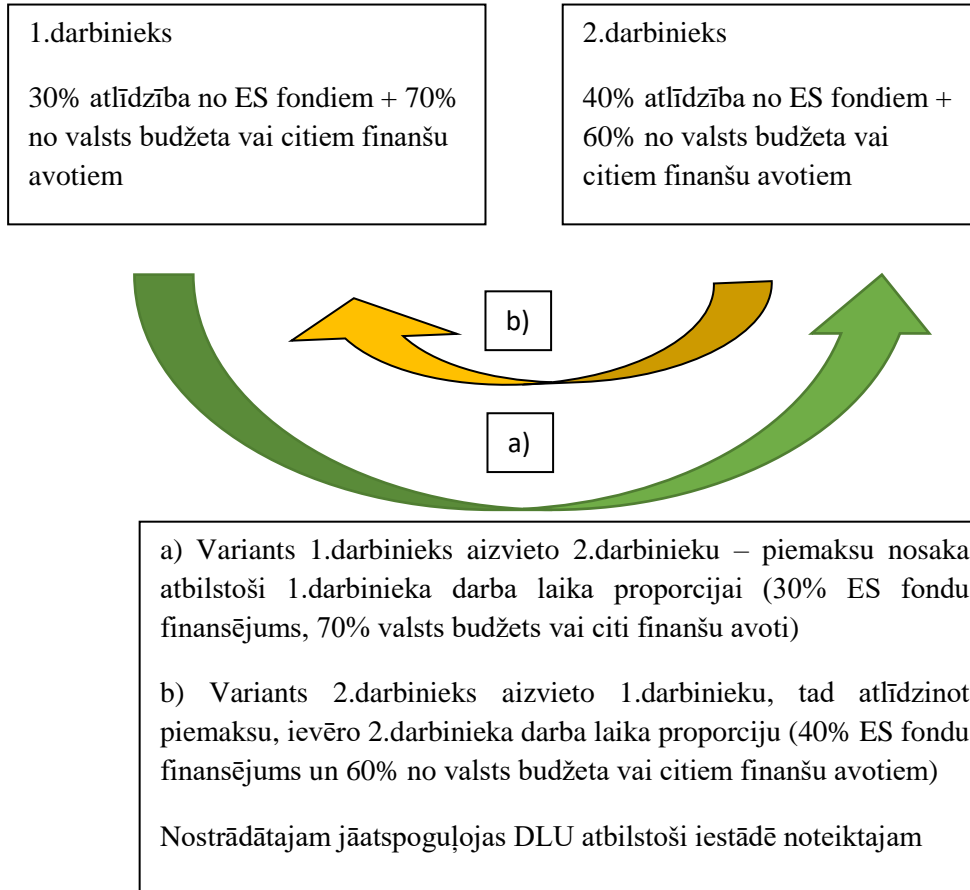 1.darbinieks
30% atlīdzība no ES fondiem + 70%
no valsts budžeta vai citiem finanšu
avotiem
2.darbinieks
40% atlīdzība no ES fondiem +
60% no valsts budžeta vai
citiem finanšu avotiem
b)
a)
a) Variants 1.darbinieks aizvieto 2.darbinieku – piemaksu nosaka
atbilstoši 1.darbinieka darba laika proporcijai (30% ES fondu
finansējums, 70% valsts budžets vai citi finanšu avoti)
b) Variants 2.darbinieks aizvieto 1.darbinieku, tad atlīdzinot
piemaksu, ievēro 2.darbinieka darba laika proporciju (40% ES fondu
finansējums un 60% no valsts budžeta vai citiem finanšu avotiem)
Nostrādātajam jāatspoguļojas DLU atbilstoši iestādē noteiktajam